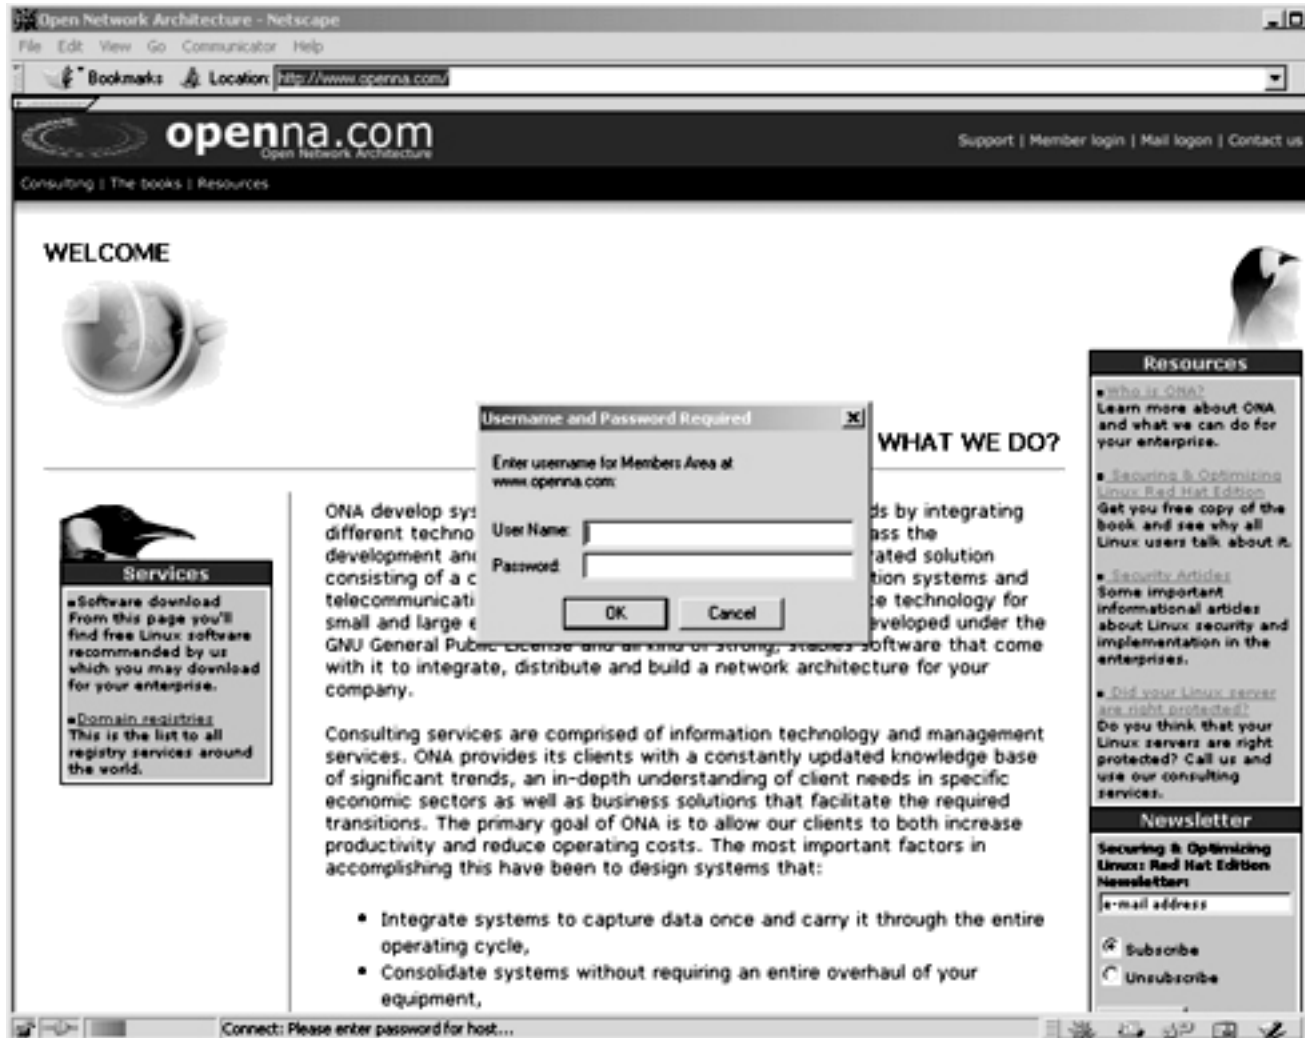 Open Network Architecture - Netscape
File Edit View Go Communicator Help
Bookmarks Location: http://www.openna.com/
openna.com
Open Network Architecture
Support | Member login | Mail logon | Contact us
Consulting | The books | Resources
WELCOME
WHAT WE DO?
Username and Password Required
Enter username for Members Area at
www.openna.com:
User Name:
Password:
OK Cancel
Services
Software download
From this page you'll
find free Linux software
recommended by us
which you may download
for your enterprise.
Domain registries
This is the list to all
registry services around
the world.
ONA develop sys ds by integrating
different techno ass the
development and rated solution
consisting of a c tion systems and
telecommunicati ce technology for
small and large e eveloped under the
GNU General Public License and all kind of strong, stables software that come
with it to integrate, distribute and build a network architecture for your
company.
Consulting services are comprised of information technology and management
services. ONA provides its clients with a constantly updated knowledge base
of significant trends, an in-depth understanding of client needs in specific
economic sectors as well as business solutions that facilitate the required
transitions. The primary goal of ONA is to allow our clients to both increase
productivity and reduce operating costs. The most important factors in
accomplishing this have been to design systems that:
• Integrate systems to capture data once and carry it through the entire
operating cycle,
• Consolidate systems without requiring an entire overhaul of your
equipment,
Resources
Who is ONA?
Learn more about ONA
and what we can do for
your enterprise.
Securing & Optimizing
Linux Red Hat Edition
Get you free copy of the
book and see why all
Linux users talk about it.
Security Articles
Some important
informational articles
about Linux security and
implementation in the
enterprises.
Did your Linux server
are right protected?
Do you think that your
Linux servers are right
protected? Call us and
use our consulting
services.
Newsletter
Securing & Optimizing
Linux: Red Hat Edition
Newsletter:
e-mail address
Subscribe
Unsubscribe
Connect: Please enter password for host...